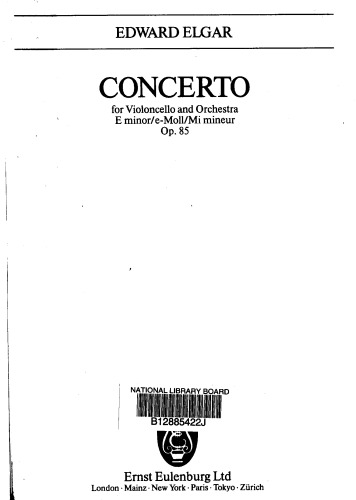 EDWARD ELGAR
CONCERTO
for Violoncello and Orchestra
E minor/e-Moll/Mi mineur
Op. 85
NATIONAL LIBRARY BOARD
B12885422J
Ernst Eulenburg Ltd
London · Mainz · New York · Paris · Tokyo · Zürich